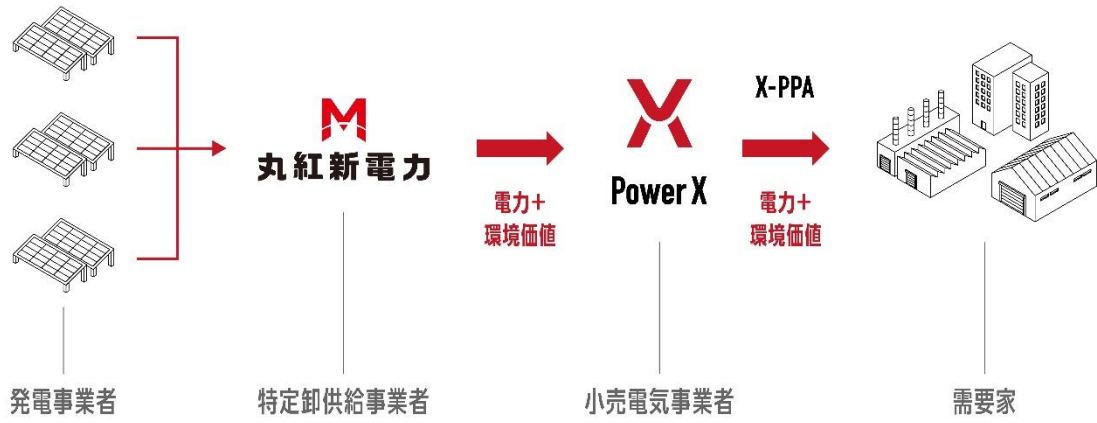 丸紅新電力
電力+
環境価値
PowerX
X-PPA
電力+
環境価値
発電事業者
特定卸供給事業者
小売電気事業者
需要家